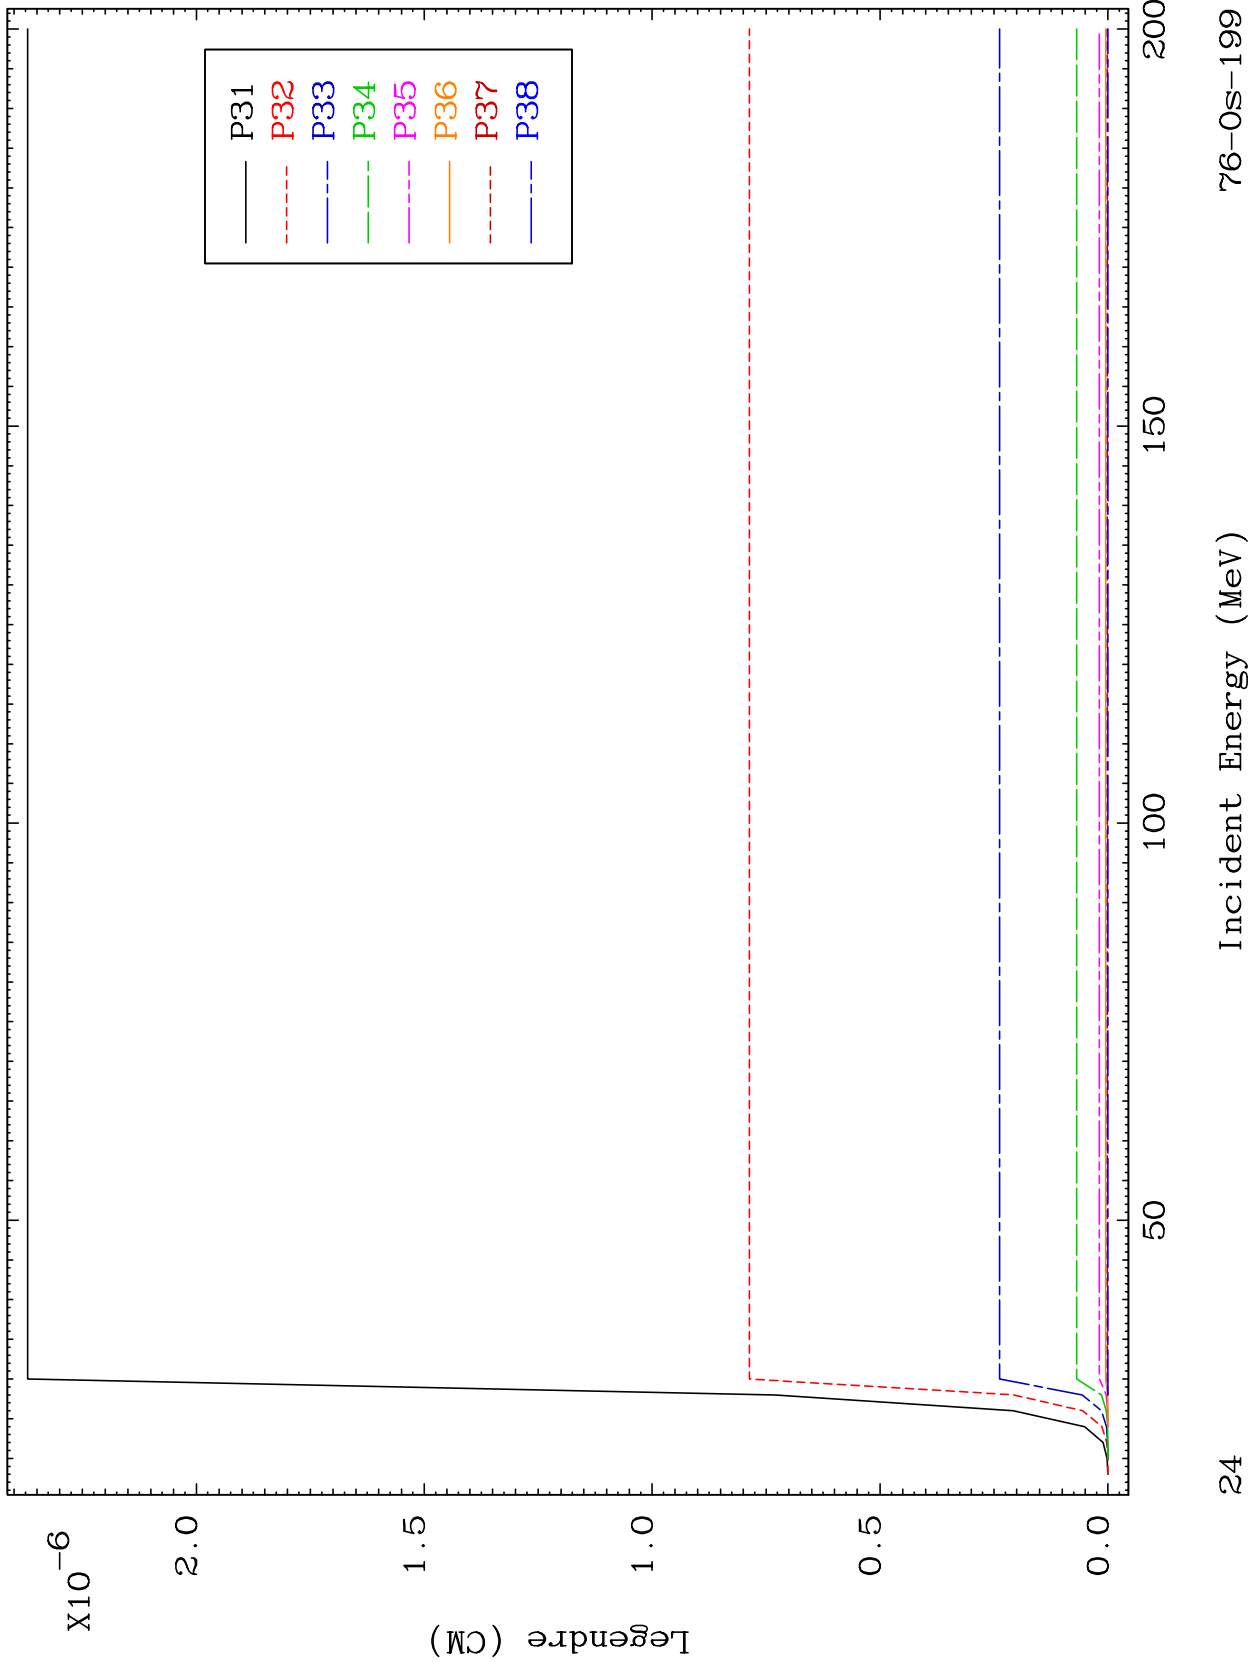 X10-6
2.0
1.5
1.0
0.5
0.0
Legendre (CM)
P31
P32
P33
P34
P35
P36
P37
P38
50
100
150
200
Incident Energy (MeV)
24
76-Os-199